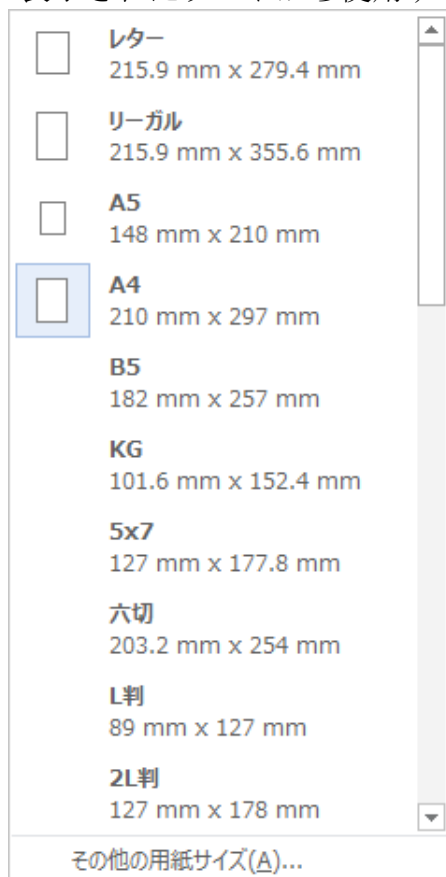 レター
215.9 mm x 279.4 mm
リーガル
215.9 mm x 355.6 mm
A5
148 mm x 210 mm
A4
210 mm x 297 mm
B5
182 mm x 257 mm
KG
101.6 mm x 152.4 mm
5x7
127 mm x 177.8 mm
六切
203.2 mm x 254 mm
L判
89 mm x 127 mm
2L判
127 mm x 178 mm
その他の用紙サイズ(A)...